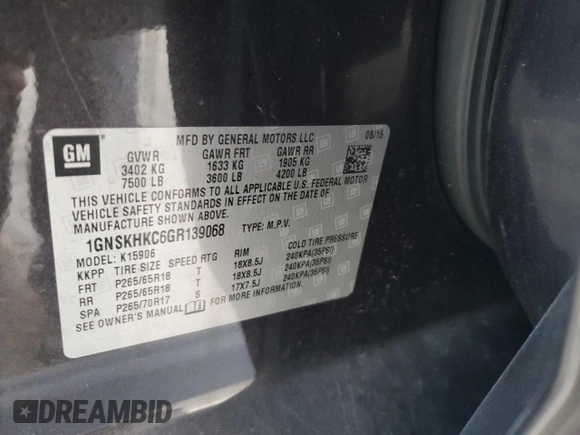 GM
MFD BY GENERAL MOTORS LLC 08/16
GVWR GAWR FRT GAWR RR
3402 KG 1633 KG 1905 KG
7500 LB 3600 LB 4200 LB
THIS VEHICLE CONFORMS TO ALL APPLICABLE U.S. FEDERAL MOTOR
VEHICLE SAFETY STANDARDS IN EFFECT ON THE DATE OF
MANUFACTURE SHOWN ABOVE.
1GNSKHKC6GR139068 TYPE: M.P.V.
MODEL: K15906
KKPP TIRE SIZE SPEED RTG RIM COLD TIRE PRESSURE
FRT P265/65R18 T 18X8.5J 240KPA(35PSI)
RR P265/65R18 T 18X8.5J 240KPA(35PSI)
SPA P265/70R17 S 17X7.5J 240KPA(35PSI)
SEE OWNER'S MANUAL FOR MORE INFORMATION.
DREAMBID